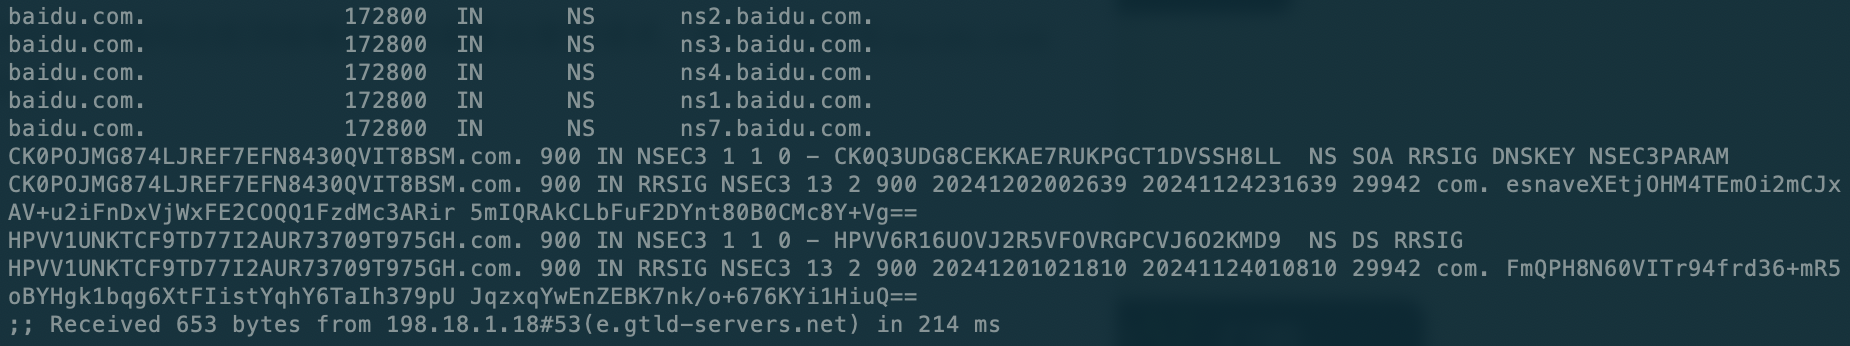 baidu.com. 172800 IN NS ns2.baidu.com.
baidu.com. 172800 IN NS ns3.baidu.com.
baidu.com. 172800 IN NS ns4.baidu.com.
baidu.com. 172800 IN NS ns1.baidu.com.
baidu.com. 172800 IN NS ns7.baidu.com.
CK0POJMG874LJREF7EFN8430QVIT8BSM.com. 900 IN NSEC3 1 1 0 - CK0Q3UDG8CEKKAE7RUKPGCT1DVSSH8LL NS SOA RRSIG DNSKEY NSEC3PARAM
CK0POJMG874LJREF7EFN8430QVIT8BSM.com. 900 IN RRSIG NSEC3 13 2 900 20241202002639 20241124231639 29942 com. esnaveXEtjOHM4TEmOi2mCJx
AV+u2iFnDxVjWxFE2COQQ1FzdMc3ARir 5mIQRAkCLbFuF2DYnt80B0CMc8Y+Vg==
HPVV1UNKTCF9TD77I2AUR73709T975GH.com. 900 IN NSEC3 1 1 0 - HPVV6R16UOVJ2R5VFOVRGPCVJ6O2KMD9 NS DS RRSIG
HPVV1UNKTCF9TD77I2AUR73709T975GH.com. 900 IN RRSIG NSEC3 13 2 900 20241201021810 20241124010810 29942 com. FmQPH8N60VITr94frd36+mR5
oBYHgk1bqg6XtFIistYqhY6TaIh379pU JqzxqYwEnZEBK7nk/o+676KYi1HiuQ==
;; Received 653 bytes from 198.18.1.18#53(e.gtld-servers.net) in 214 ms